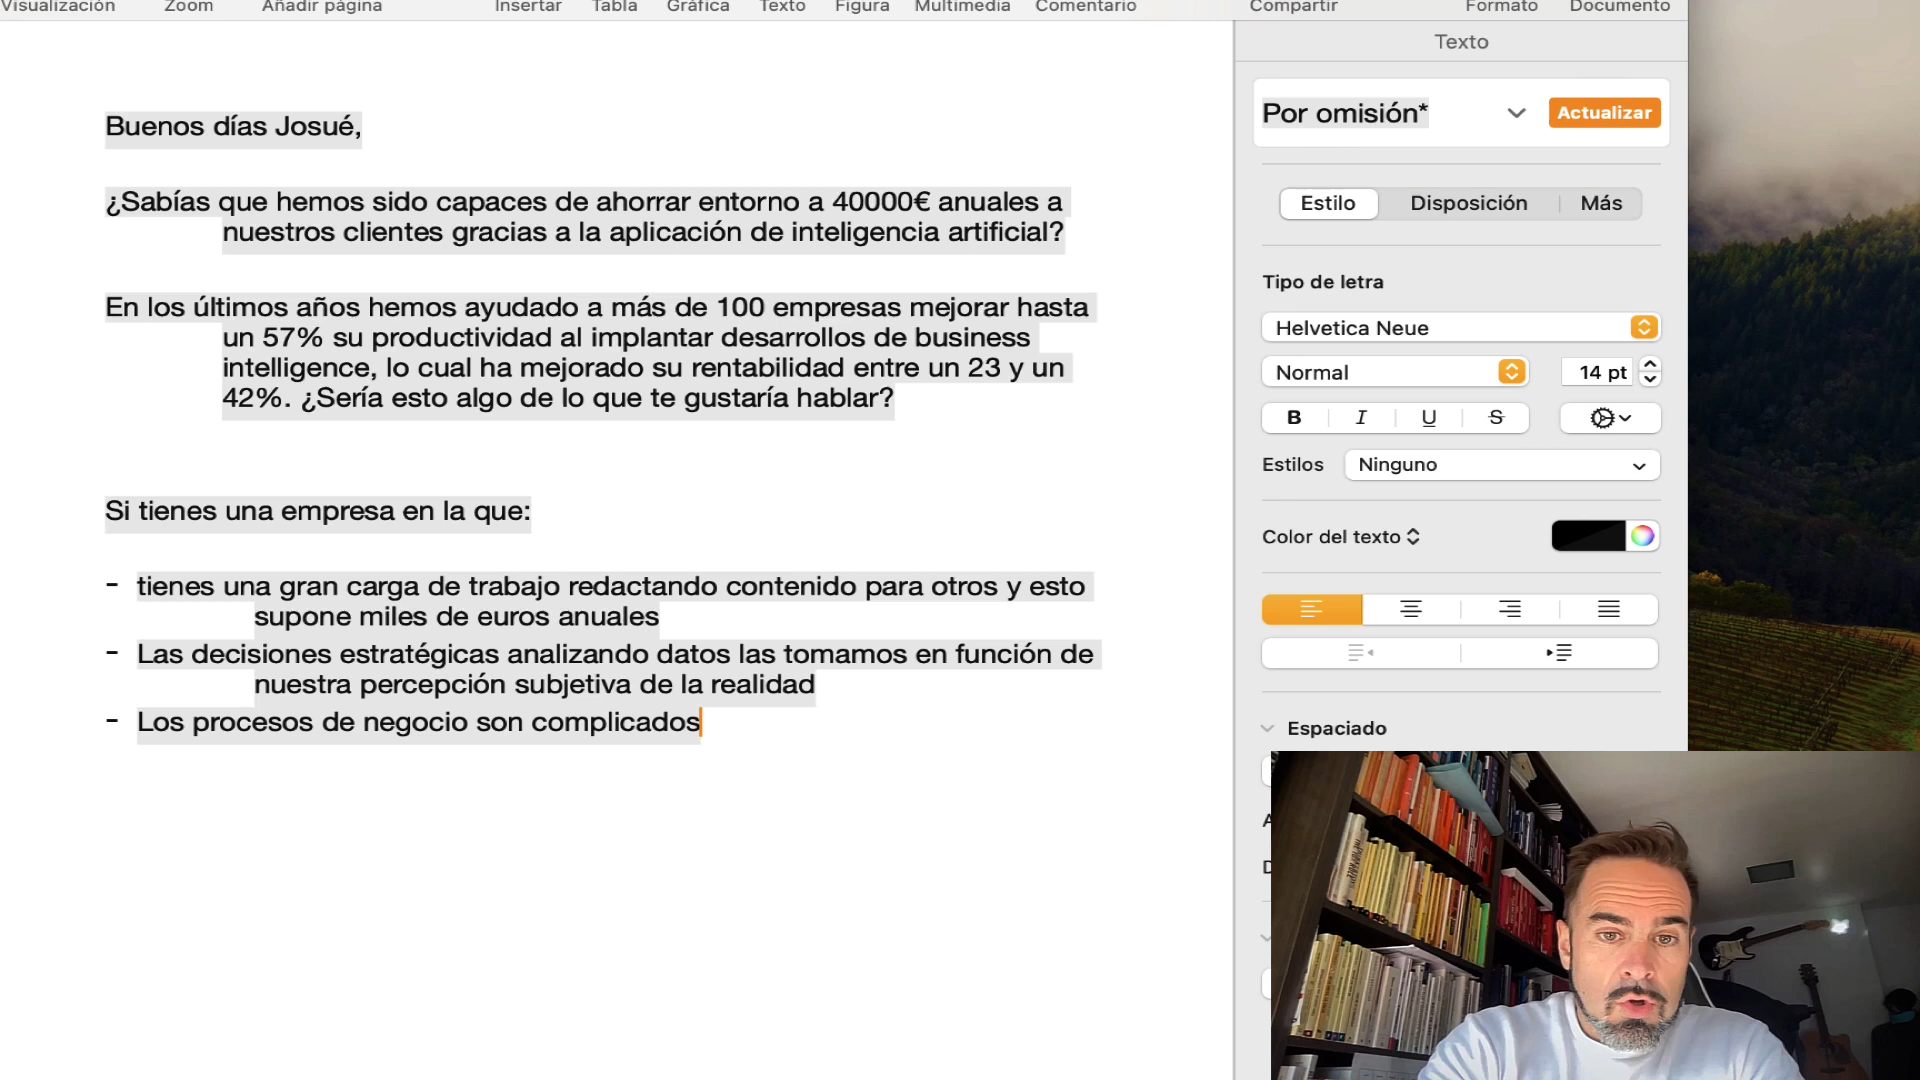 Visualización Zoom Añadir página Insertar Tabla Gráfica Texto Figura Multimedia Comentario Compartir Formato Documento
Texto
Por omisión* Actualizar
Buenos días Josué,
¿Sabías que hemos sido capaces de ahorrar entorno a 40000€ anuales a
nuestros clientes gracias a la aplicación de inteligencia artificial?
En los últimos años hemos ayudado a más de 100 empresas mejorar hasta
un 57% su productividad al implantar desarrollos de business
intelligence, lo cual ha mejorado su rentabilidad entre un 23 y un
42%. ¿Sería esto algo de lo que te gustaría hablar?
Si tienes una empresa en la que:
- tienes una gran carga de trabajo redactando contenido para otros y esto
supone miles de euros anuales
- Las decisiones estratégicas analizando datos las tomamos en función de
nuestra percepción subjetiva de la realidad
- Los procesos de negocio son complicados
Estilo Disposición Más
Tipo de letra
Helvetica Neue
Normal 14 pt
B I U S
Estilos Ninguno
Color del texto
Espaciado